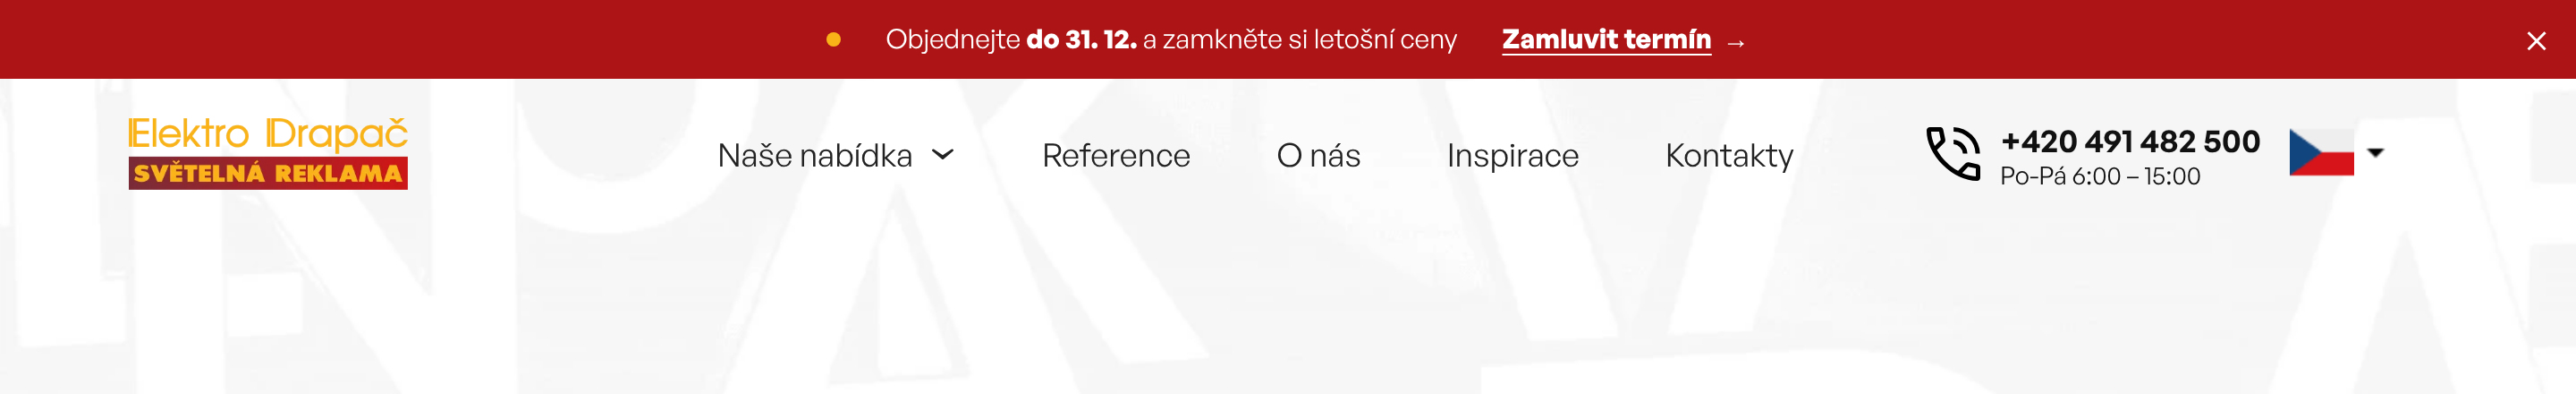 Objednejte do 31. 12. a zamkněte si letošní ceny Zamluvit termín →
Elektro Drapač
SVĚTELNÁ REKLAMA
Naše nabídka Reference O nás Inspirace Kontakty
+420 491 482 500
Po-Pá 6:00 – 15:00